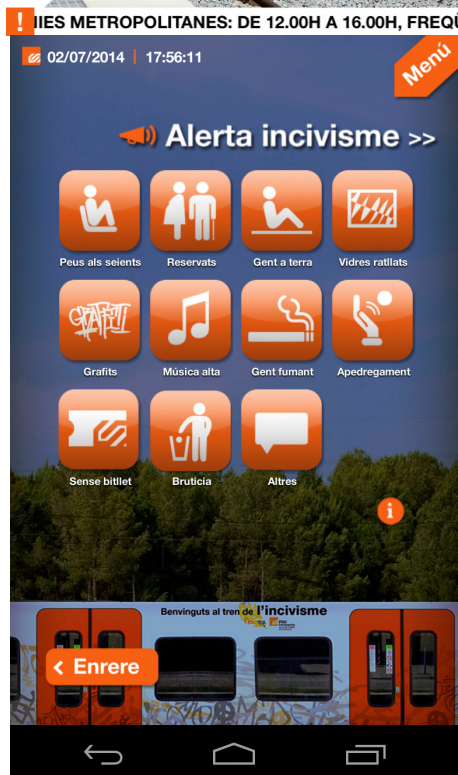 ! NIES METROPOLITANES: DE 12.00H A 16.00H, FREQÜ
02/07/2014 | 17:56:11
Menú
Alerta incivisme >>
Peus als seients
Reservats
Gent a terra
Vidres ratllats
GRAFFITI
Grafits
Música alta
Gent fumant
Apedregament
Sense bitllet
Bruticia
Altres
i
Benvinguts al tren de l'incivisme
< Enrere